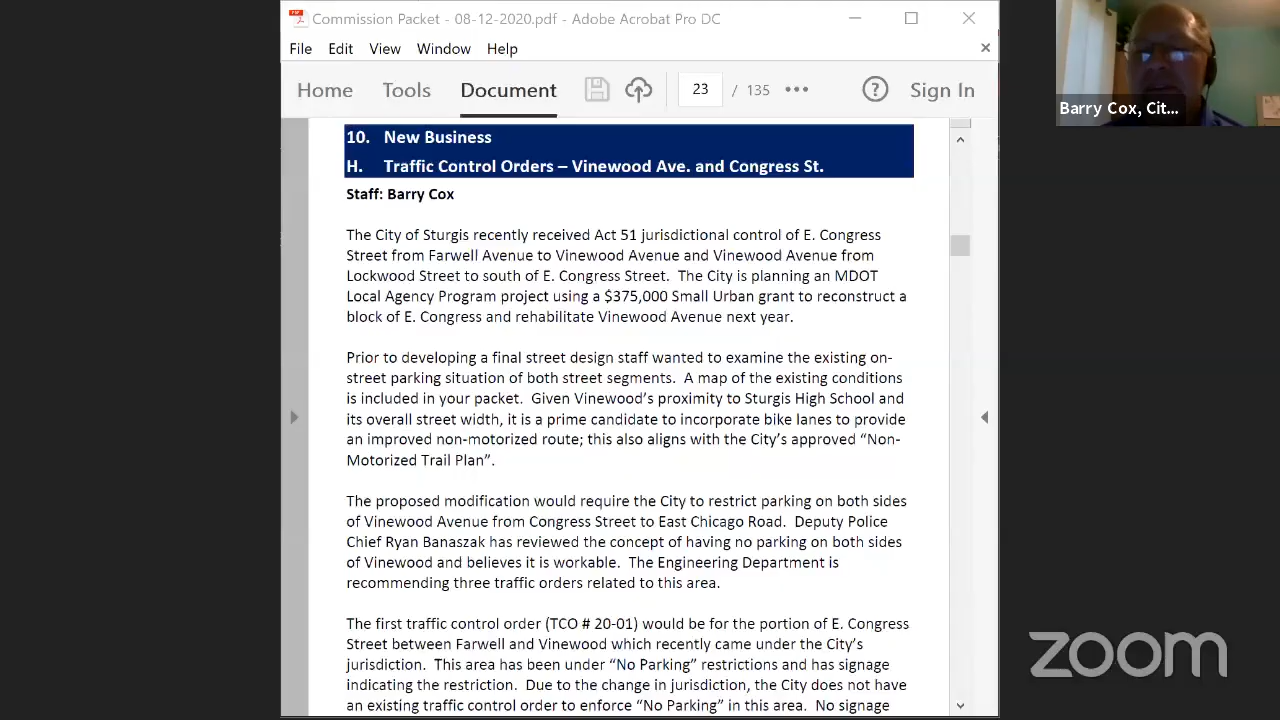 Commission Packet - 08-12-2020.pdf - Adobe Acrobat Pro DC
File Edit View Window Help
Home Tools Document 23 / 135 Sign In
Barry Cox, Cit...
10. New Business
H. Traffic Control Orders – Vinewood Ave. and Congress St.
Staff: Barry Cox
The City of Sturgis recently received Act 51 jurisdictional control of E. Congress
Street from Farwell Avenue to Vinewood Avenue and Vinewood Avenue from
Lockwood Street to south of E. Congress Street. The City is planning an MDOT
Local Agency Program project using a $375,000 Small Urban grant to reconstruct a
block of E. Congress and rehabilitate Vinewood Avenue next year.
Prior to developing a final street design staff wanted to examine the existing on-
street parking situation of both street segments. A map of the existing conditions
is included in your packet. Given Vinewood’s proximity to Sturgis High School and
its overall street width, it is a prime candidate to incorporate bike lanes to provide
an improved non-motorized route; this also aligns with the City’s approved “Non-
Motorized Trail Plan”.
The proposed modification would require the City to restrict parking on both sides
of Vinewood Avenue from Congress Street to East Chicago Road. Deputy Police
Chief Ryan Banaszak has reviewed the concept of having no parking on both sides
of Vinewood and believes it is workable. The Engineering Department is
recommending three traffic orders related to this area.
The first traffic control order (TCO # 20-01) would be for the portion of E. Congress
Street between Farwell and Vinewood which recently came under the City’s
jurisdiction. This area has been under “No Parking” restrictions and has signage
indicating the restriction. Due to the change in jurisdiction, the City does not have
an existing traffic control order to enforce “No Parking” in this area. No signage
zoom